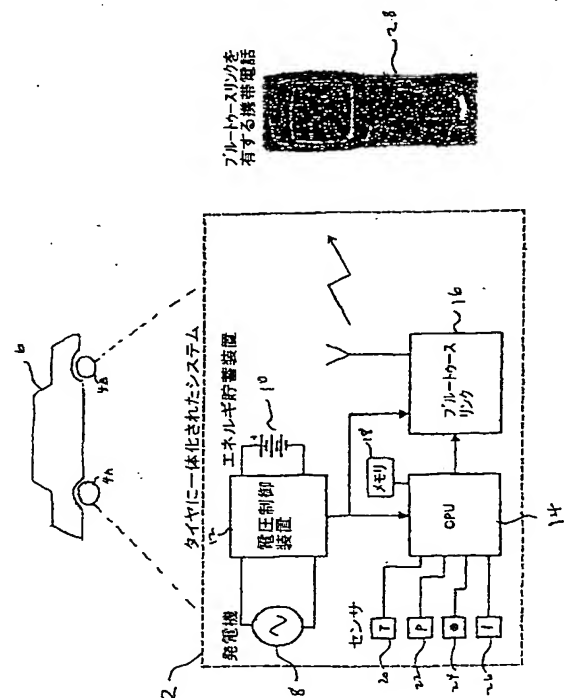 6
4A
4B
タイヤに一体化されたシステム
2
発電機
8
12
電圧制御
装置
エネルギ貯蓄装置
+
10
センサ
T
20
P
22
24
26
CPU
14
メモリ
18
ブルートゥース
リンク
16
ブルートゥースリンクを
有する携帯電話
28